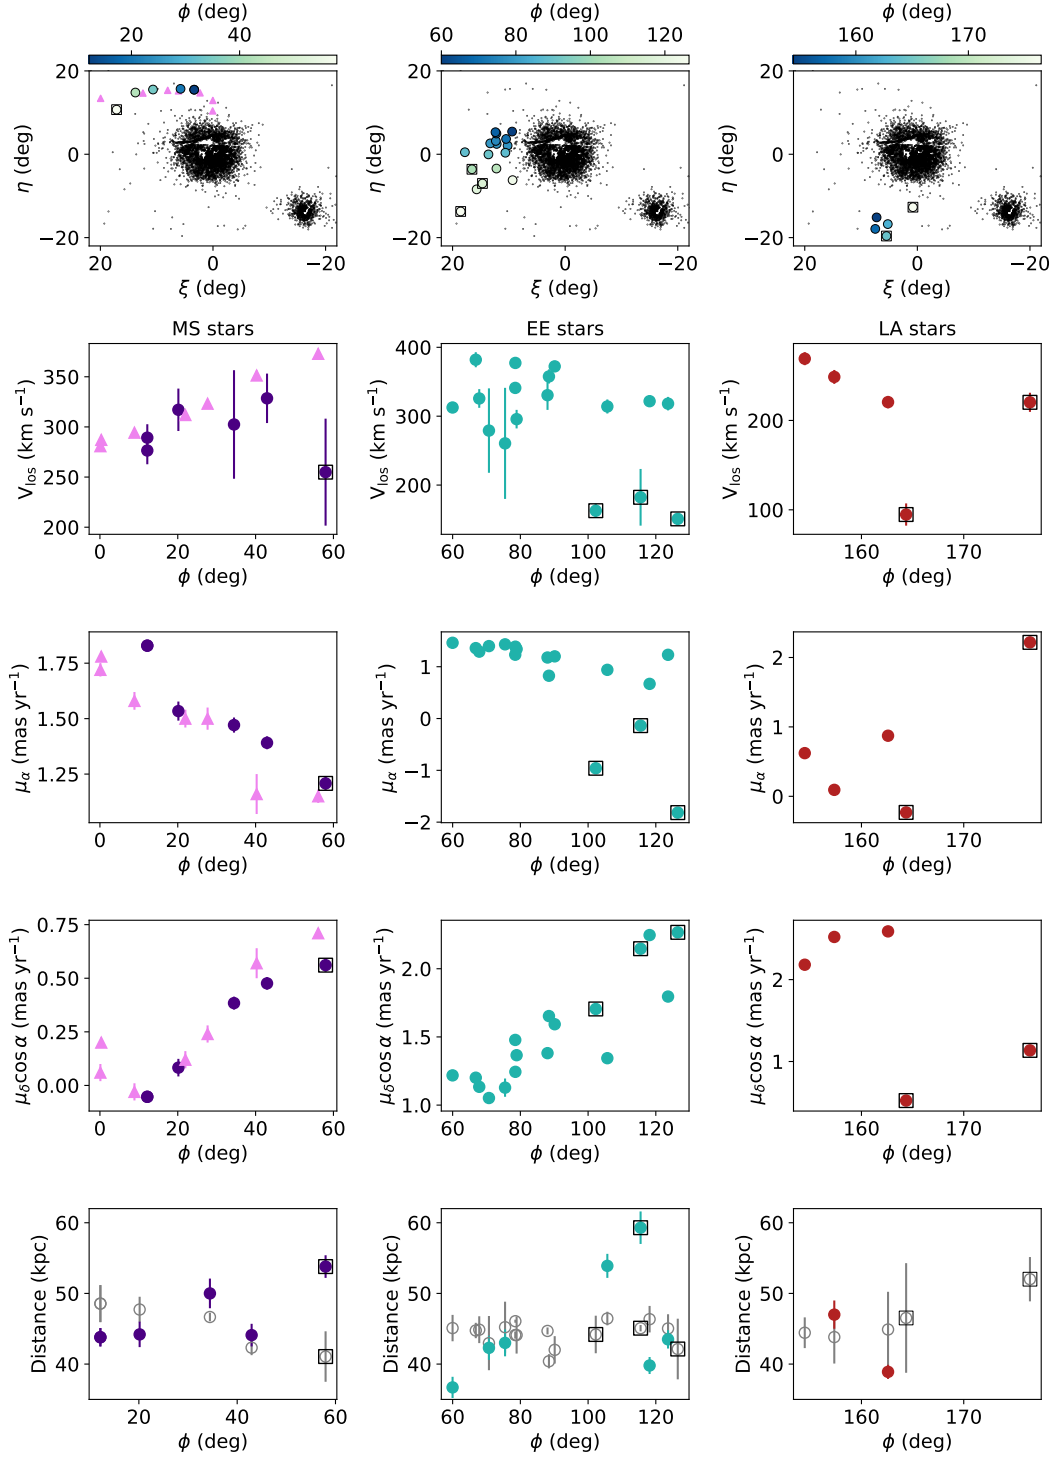 ϕ (deg) ϕ (deg) ϕ (deg)
20 40 60 80 100 120 160 170
20 20 20
η (deg) η (deg) η (deg)
0 0 0
−20 −20 −20
20 0 −20 20 0 −20 20 0 −20
ξ (deg) ξ (deg) ξ (deg)
MS stars EE stars LA stars
V_los (km s⁻¹) V_los (km s⁻¹) V_los (km s⁻¹)
350 300 250 200
400 300 200
200 100
0 20 40 60 60 80 100 120 160 170
ϕ (deg) ϕ (deg) ϕ (deg)
μ_α (mas yr⁻¹) μ_α (mas yr⁻¹) μ_α (mas yr⁻¹)
1.75 1.50 1.25
1 0 −1 −2
2 1 0
0 20 40 60 60 80 100 120 160 170
ϕ (deg) ϕ (deg) ϕ (deg)
μ_δcos α (mas yr⁻¹) μ_δcos α (mas yr⁻¹) μ_δcos α (mas yr⁻¹)
0.75 0.50 0.25 0.00
2.0 1.5 1.0
2 1
0 20 40 60 60 80 100 120 160 170
ϕ (deg) ϕ (deg) ϕ (deg)
Distance (kpc) Distance (kpc) Distance (kpc)
60 50 40
60 50 40
60 50 40
20 40 60 60 80 100 120 160 170
ϕ (deg) ϕ (deg) ϕ (deg)